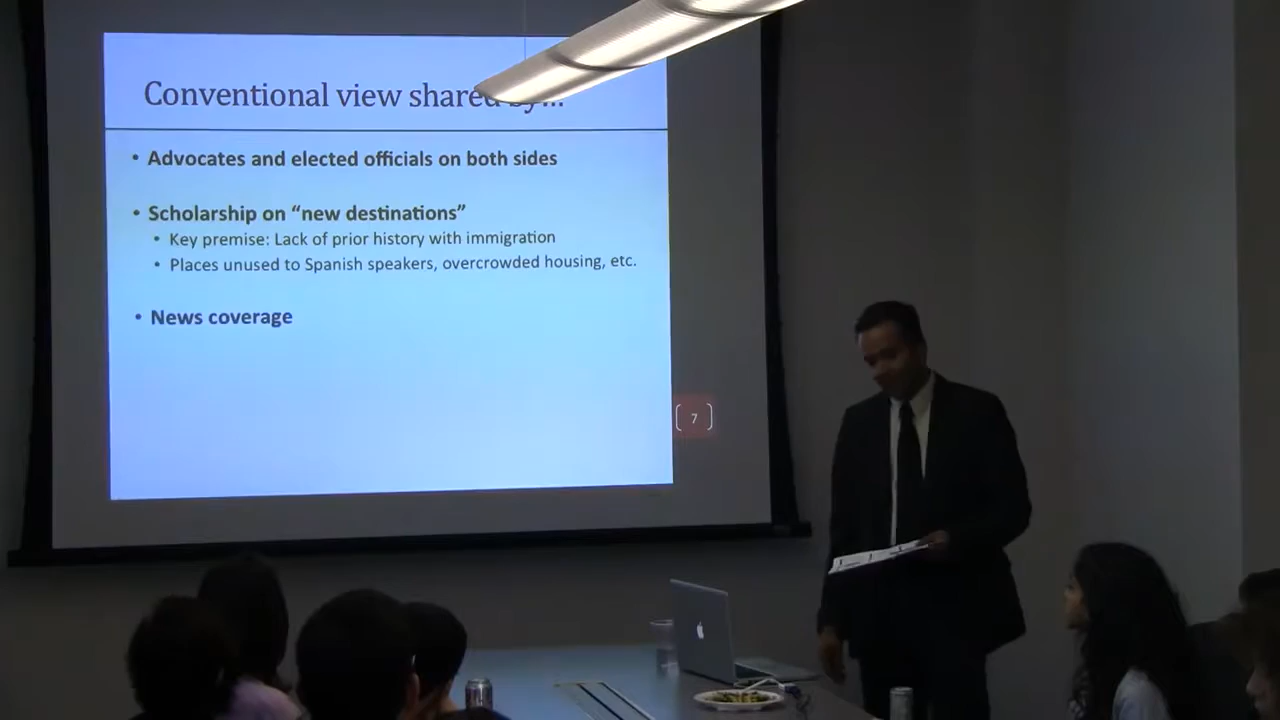 Conventional view shared by...
• Advocates and elected officials on both sides
• Scholarship on “new destinations”
• Key premise: Lack of prior history with immigration
• Places unused to Spanish speakers, overcrowded housing, etc.
• News coverage
7